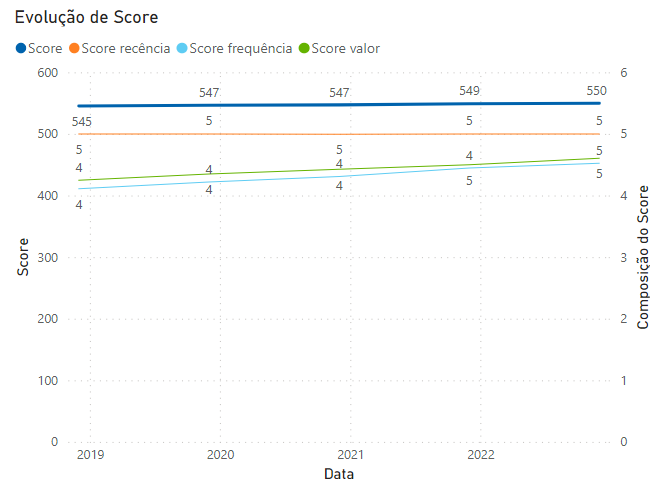 Evolução de Score
Score Score recência Score frequência Score valor
600 6
547 547 549 550
545 5 5 5
500 5
5 5 4 5
4 4 4
4 4 5 5
400 4
4
300 3
200 2
100 1
0 0
2019 2020 2021 2022
Data
Score
Composição do Score